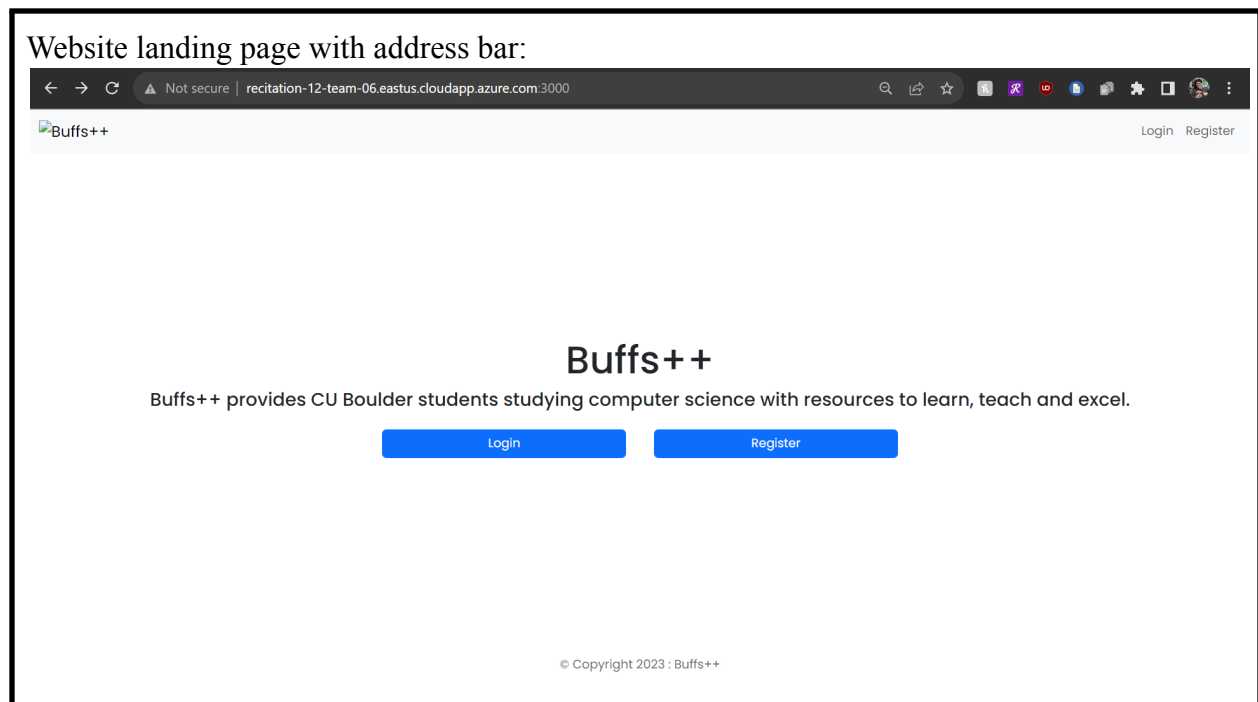 Website landing page with address bar:
Not secure | recitation-12-team-06.eastus.cloudapp.azure.com:3000
Buffs++
Login Register
Buffs++
Buffs++ provides CU Boulder students studying computer science with resources to learn, teach and excel.
Login Register
© Copyright 2023 : Buffs++